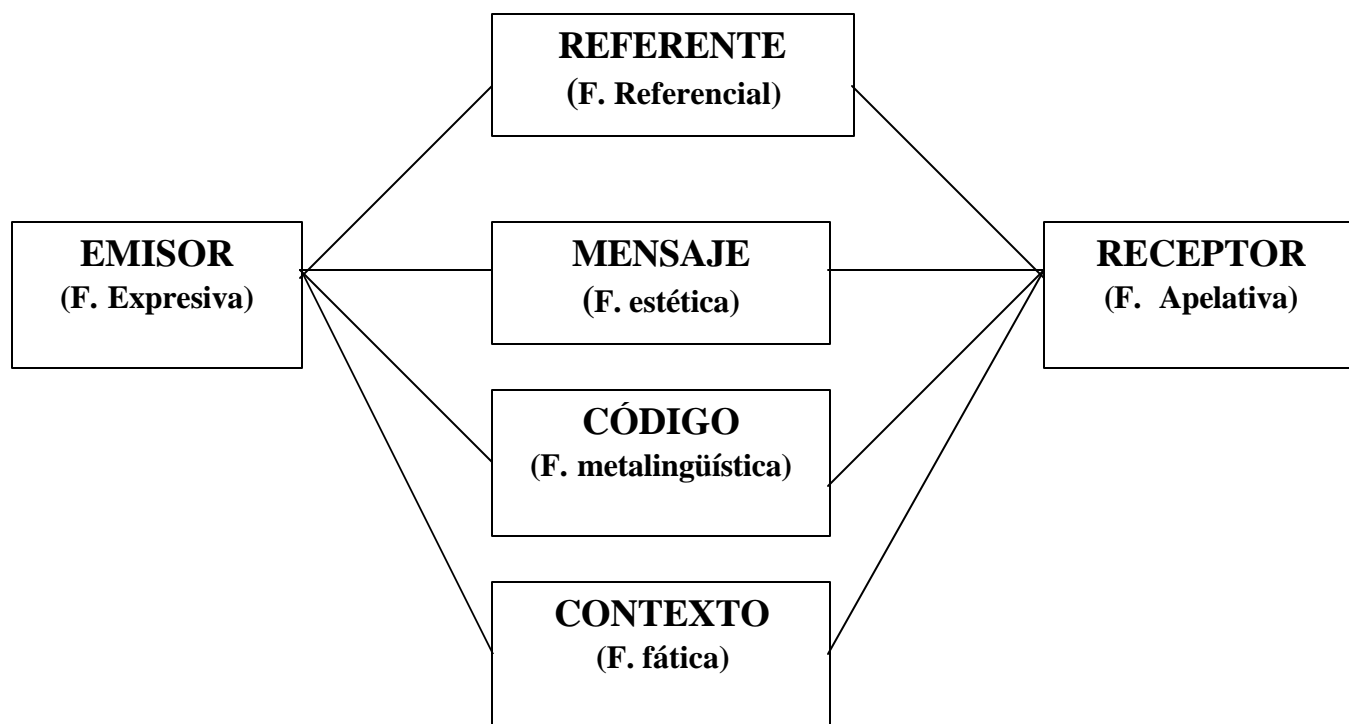 REFERENTE
(F. Referencial)
EMISOR
(F. Expresiva)
MENSAJE
(F. estética)
RECEPTOR
(F. Apelativa)
CÓDIGO
(F. metalingüística)
CONTEXTO
(F. fática)